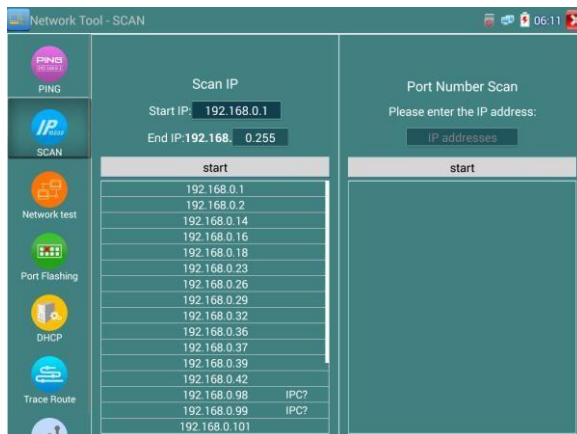 Network Tool - SCAN
06:11
PING
PING
IP
SCAN
Network test
Port Flashing
DHCP
Trace Route
Scan IP
Start IP: 192.168.0.1
End IP:192.168. 0.255
start
192.168.0.1
192.168.0.2
192.168.0.14
192.168.0.16
192.168.0.18
192.168.0.23
192.168.0.26
192.168.0.29
192.168.0.32
192.168.0.36
192.168.0.37
192.168.0.39
192.168.0.42
192.168.0.98 IPC?
192.168.0.99 IPC?
192.168.0.101
Port Number Scan
Please enter the IP address:
IP addresses
start